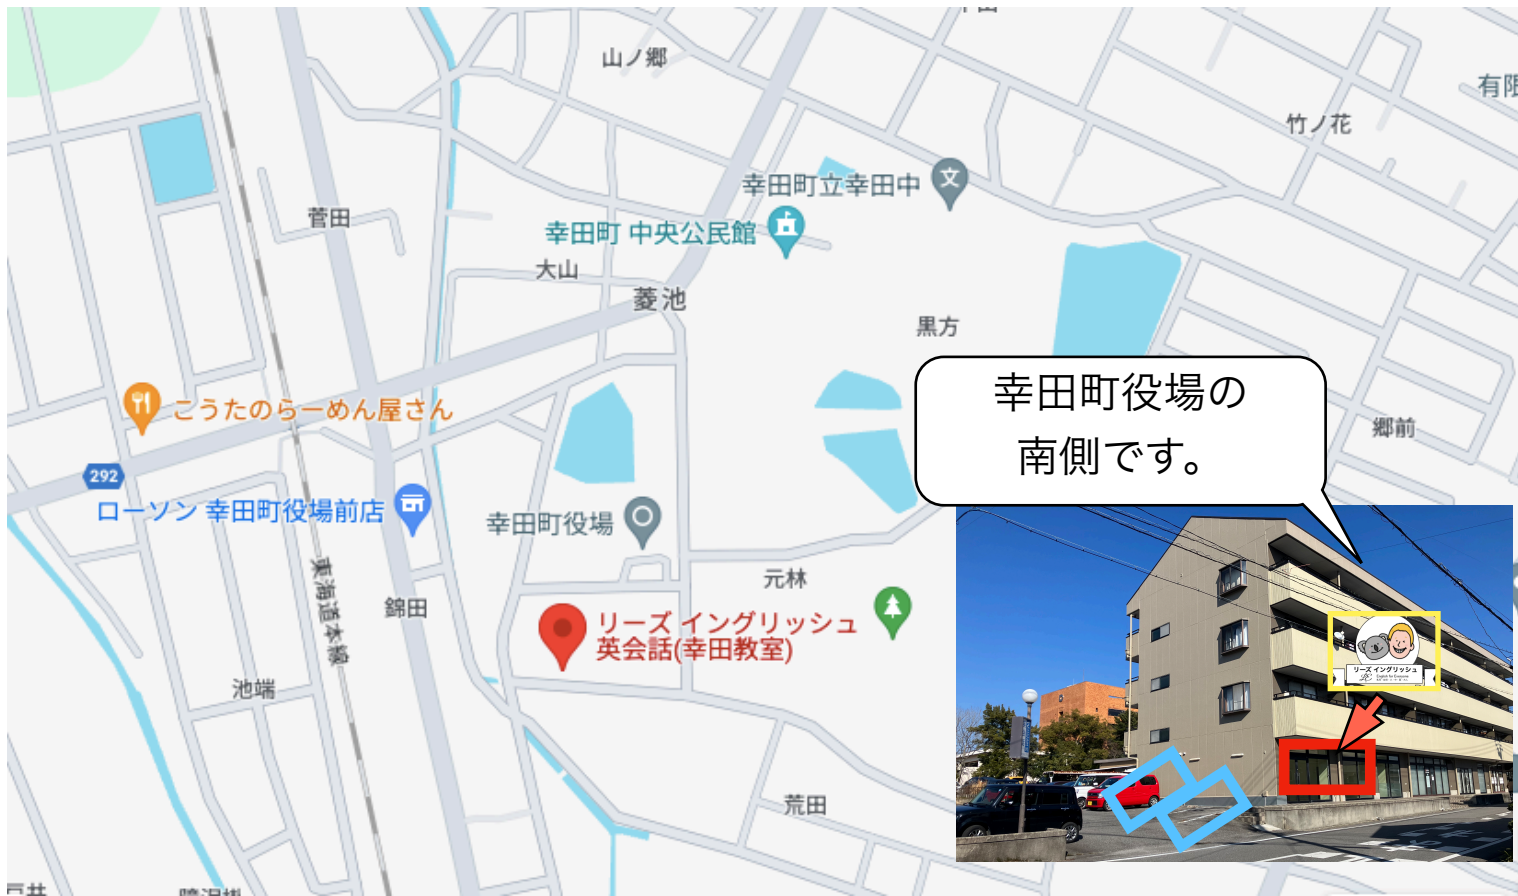 山ノ郷
竹ノ花
幸田町立幸田中
文
菅田
幸田町 中央公民館
大山
菱池
黒方
幸田町役場の
南側です。
こうたのらーめん屋さん
郷前
292
ローソン 幸田町役場前店
幸田町役場
東海道本線
元林
錦田
リーズ イングリッシュ
英会話(幸田教室)
リーズ イングリッシュ
English for Everyone
池端
荒田